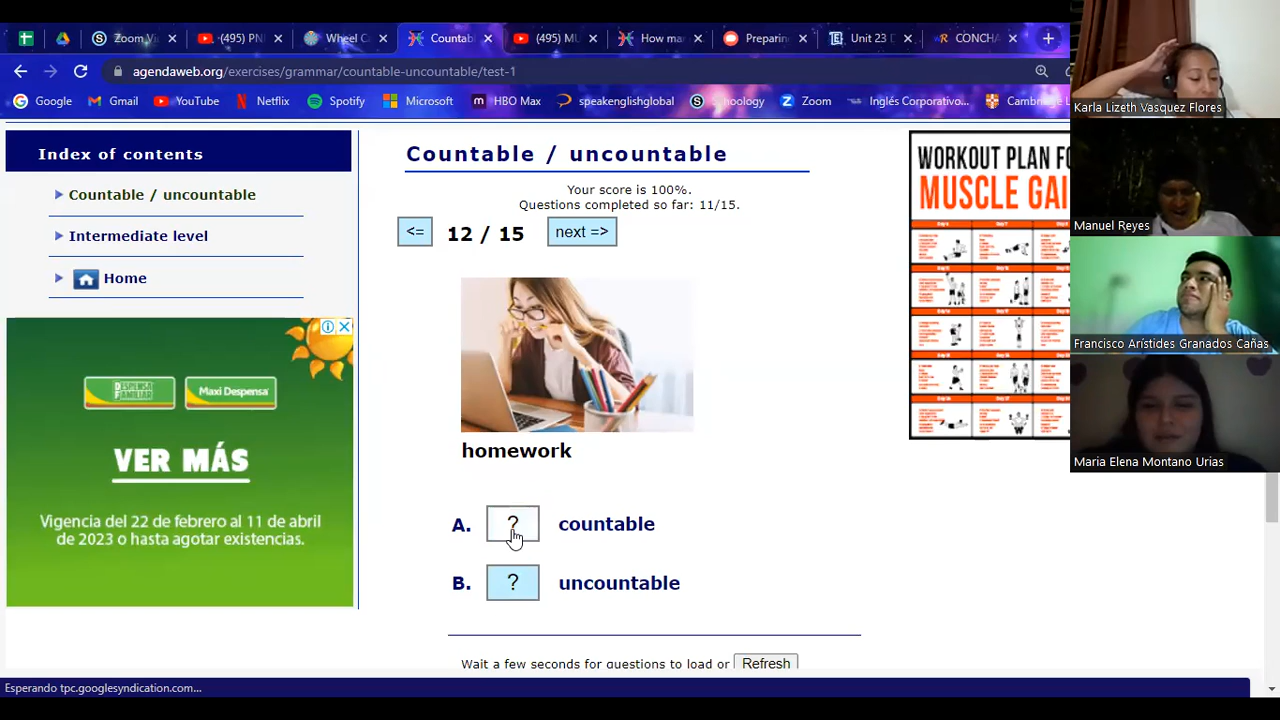 Zoom Vi
(495) PN
Wheel C
Countab
(495) MU
How ma
Preparin
Unit 23 D
CONCHA
agendaweb.org/exercises/grammar/countable-uncountable/test-1
Google
Gmail
YouTube
Netflix
Spotify
Microsoft
HBO Max
speakenglishglobal
Schoology
Zoom
Inglés Corporativo...
Cambridge L
Index of contents
Countable / uncountable
Intermediate level
Home
DESPENSA FAMILIAR
Maxi Despensa
VER MÁS
Vigencia del 22 de febrero al 11 de abril
de 2023 o hasta agotar existencias.
Countable / uncountable
Your score is 100%.
Questions completed so far: 11/15.
<=
12 / 15
next =>
homework
A. ? countable
B. ? uncountable
Wait a few seconds for questions to load or Refresh
WORKOUT PLAN FO
MUSCLE GAI
Karla Lizeth Vasquez Flores
Manuel Reyes
Francisco Arístides Granados Cañas
Maria Elena Montano Urias
Esperando tpc.googlesyndication.com...